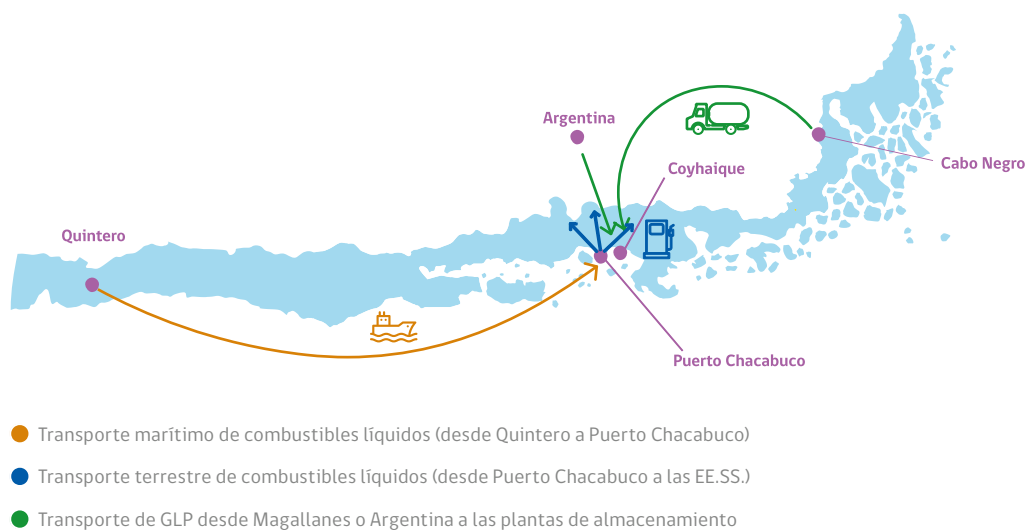 Argentina
Coyhaique
Cabo Negro
Quintero
Puerto Chacabuco
Transporte marítimo de combustibles líquidos (desde Quintero a Puerto Chacabuco)
Transporte terrestre de combustibles líquidos (desde Puerto Chacabuco a las EE.SS.)
Transporte de GLP desde Magallanes o Argentina a las plantas de almacenamiento